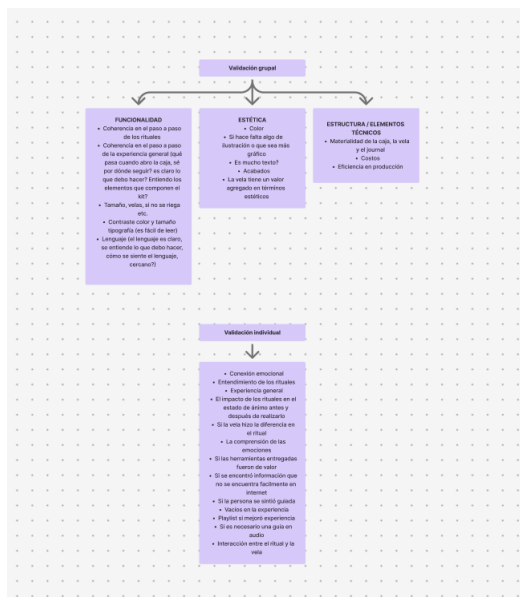 Validación grupal
FUNCIONALIDAD
• Coherencia en el paso a paso
de los rituales
• Coherencia en el paso a paso
de la experiencia general (qué
pasa cuando abro la caja, sé
por dónde seguir? es claro lo
que debo hacer? Entiendo los
elementos que componen el
kit?
• Tamaño, velas, si no se riega
etc.
• Contraste color y tamaño
tipografía (es fácil de leer)
• Lenguaje (el lenguaje es claro,
se entiende lo que debo hacer,
cómo se siente el lenguaje,
cercano?)
ESTÉTICA
• Color
• Si hace falta algo de
ilustración o que sea más
gráfico
• Es mucho texto?
• Acabados
• La vela tiene un valor
agregado en términos
estéticos
ESTRUCTURA / ELEMENTOS
TÉCNICOS
• Materialidad de la caja, la vela
y el journal
• Costos
• Eficiencia en producción
Validación individual
• Conexión emocional
• Entendimiento de los rituales
• Experiencia general
• El impacto de los rituales en el
estado de ánimo antes y
después de realizarlo
• Si la vela hizo la diferencia en
el ritual
• La comprensión de las
emociones
• Si las herramientas entregadas
fueron de valor
• Si se encontró información que
no se encuentra facilmente en
internet
• Si la persona se sintió guiada
• Vacíos en la experiencia
• Playlist si mejoró experiencia
• Si es necesario una guía en
audio
• Interacción entre el ritual y la
vela